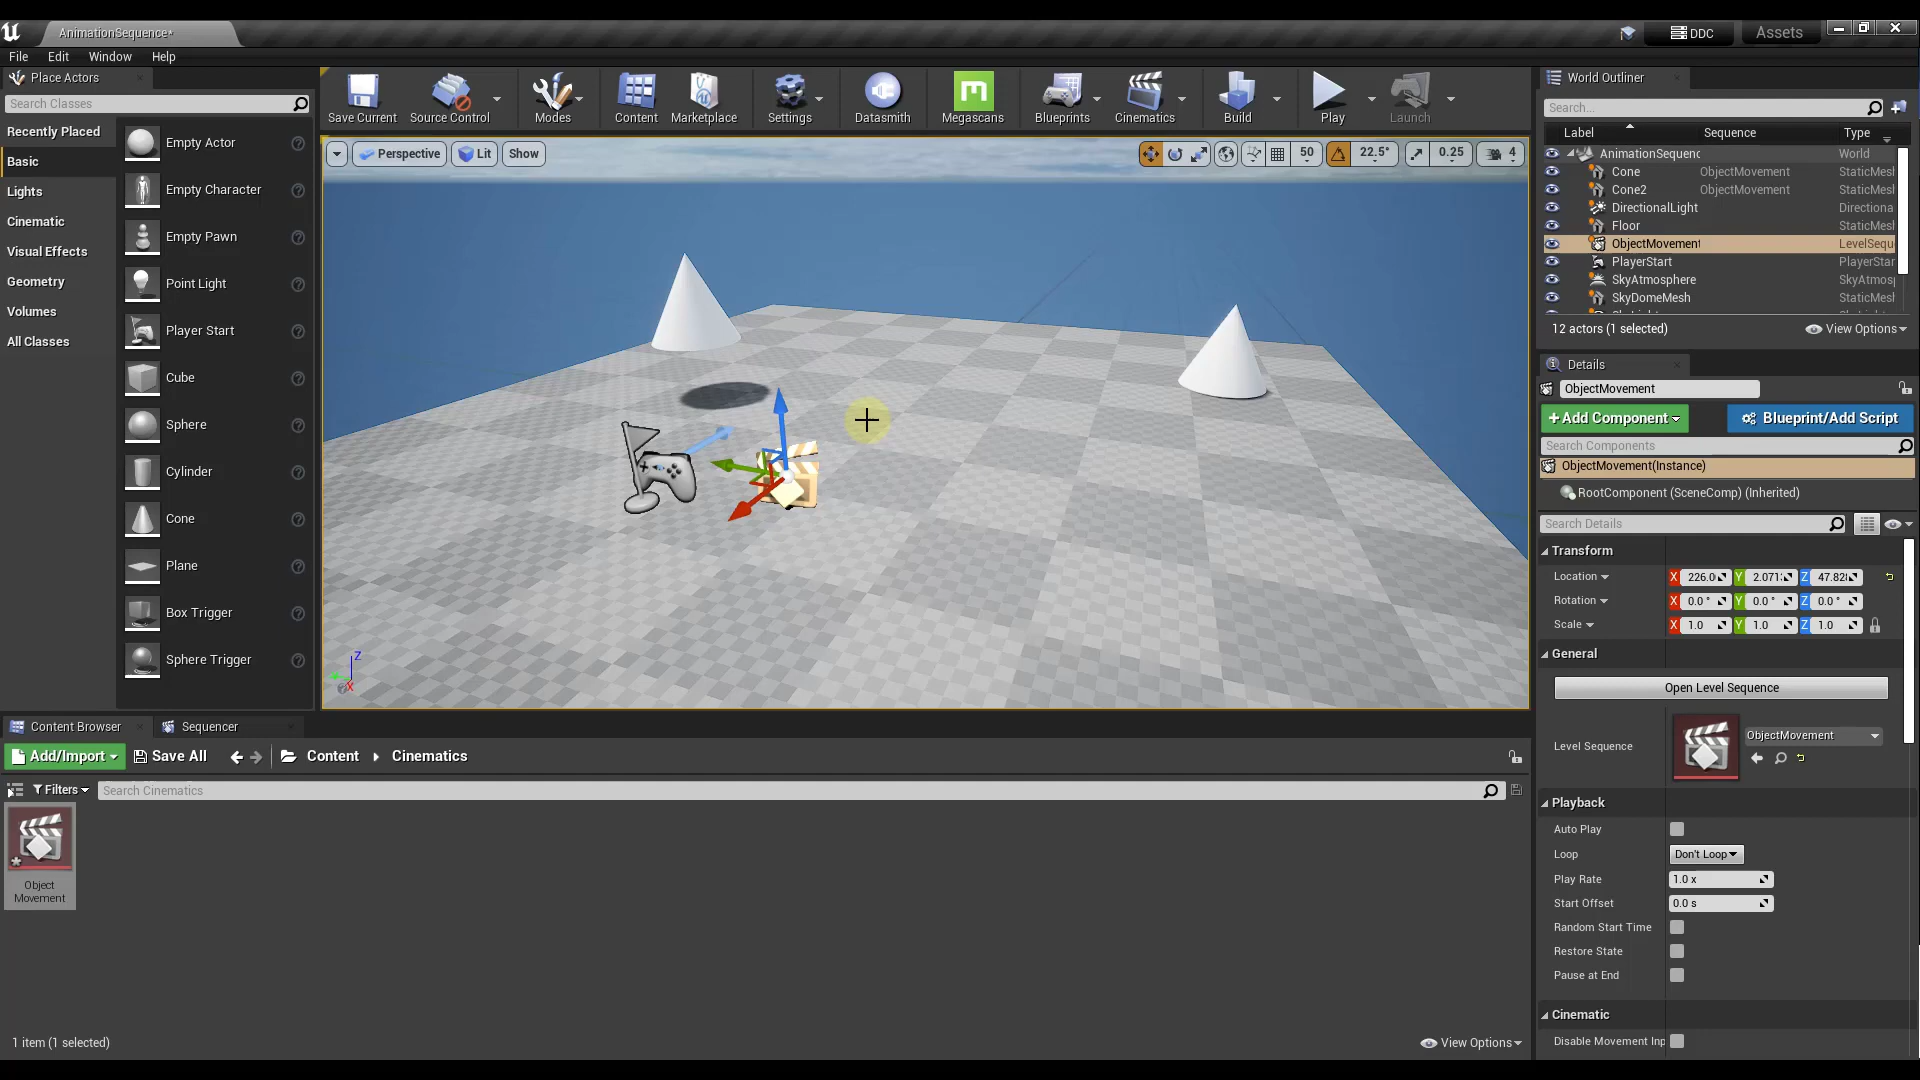 AnimationSequence*
DDC
Assets
File Edit Window Help
Place Actors
Search Classes
Recently Placed
Basic
Lights
Cinematic
Visual Effects
Geometry
Volumes
All Classes
Empty Actor
Empty Character
Empty Pawn
Point Light
Player Start
Cube
Sphere
Cylinder
Cone
Plane
Box Trigger
Sphere Trigger
Save Current
Source Control
Modes
Content
Marketplace
Settings
Datasmith
Megascans
Blueprints
Cinematics
Build
Play
Launch
Perspective
Lit
Show
50
22.5°
0.25
4
Z
X
World Outliner
Search...
Label Sequence Type
AnimationSequenc World
Cone ObjectMovement StaticMesl
Cone2 ObjectMovement StaticMesl
DirectionalLight Directiona
Floor StaticMesl
ObjectMovement LevelSequ
PlayerStart PlayerStar
SkyAtmosphere SkyAtmos
SkyDomeMesh StaticMesl
12 actors (1 selected)
View Options
Details
ObjectMovement
+Add Component
Blueprint/Add Script
Search Components
ObjectMovement(Instance)
RootComponent (SceneComp) (Inherited)
Search Details
Transform
Location X 226.0 Y 2.071 Z 47.82
Rotation X 0.0 ° Y 0.0 ° Z 0.0 °
Scale X 1.0 Y 1.0 Z 1.0
General
Open Level Sequence
Level Sequence
ObjectMovement
Playback
Auto Play
Loop Don't Loop
Play Rate 1.0 x
Start Offset 0.0 s
Random Start Time
Restore State
Pause at End
Cinematic
Disable Movement Inp
Content Browser
Sequencer
Add/Import
Save All
Content
Cinematics
Filters
Search Cinematics
Object
Movement
1 item (1 selected)
View Options